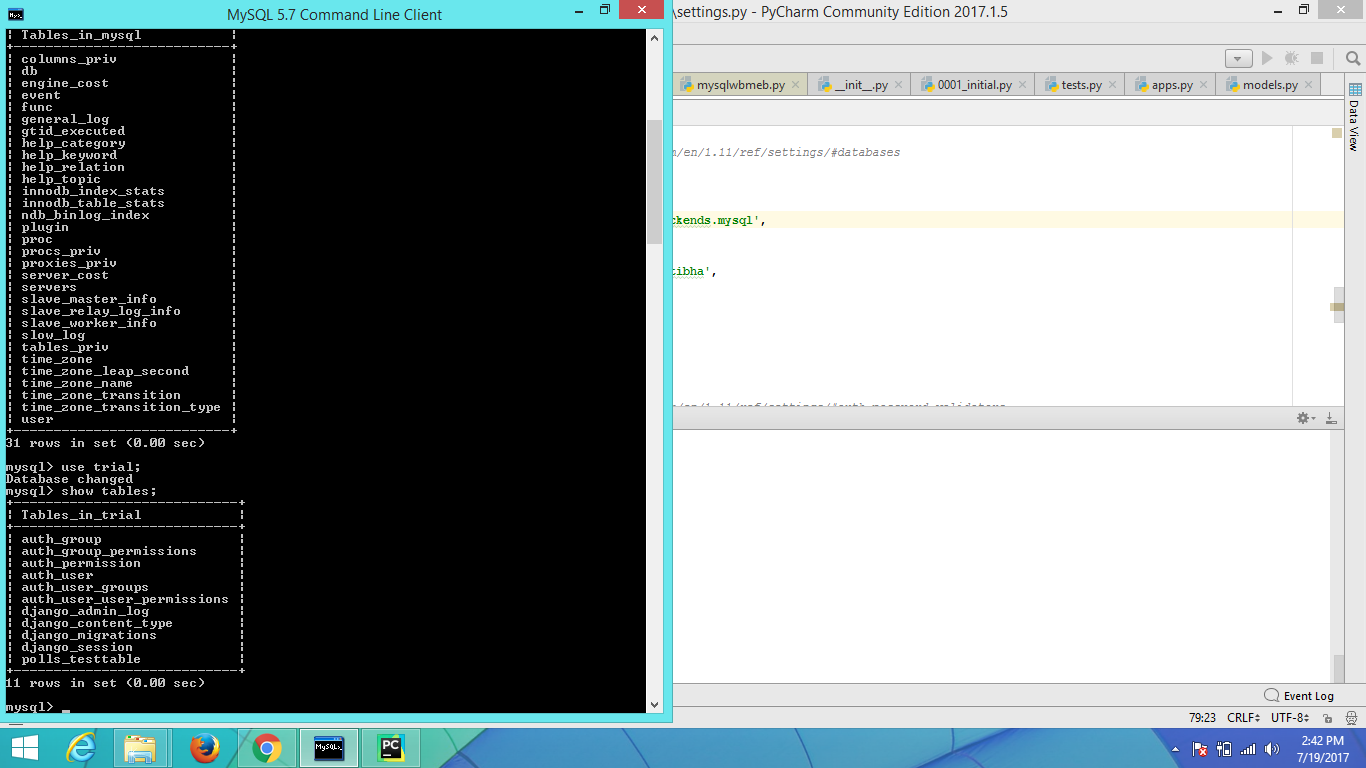 MySQL 5.7 Command Line Client
Tables_in_mysql
columns_priv
db
engine_cost
event
func
general_log
gtid_executed
help_category
help_keyword
help_relation
help_topic
innodb_index_stats
innodb_table_stats
ndb_binlog_index
plugin
proc
procs_priv
proxies_priv
server_cost
servers
slave_master_info
slave_relay_log_info
slave_worker_info
slow_log
tables_priv
time_zone
time_zone_leap_second
time_zone_name
time_zone_transition
time_zone_transition_type
user
31 rows in set (0.00 sec)
mysql> use trial;
Database changed
mysql> show tables;
Tables_in_trial
auth_group
auth_group_permissions
auth_permission
auth_user
auth_user_groups
auth_user_user_permissions
django_admin_log
django_content_type
django_migrations
django_session
polls_testtable
11 rows in set (0.00 sec)
mysql> _
\settings.py - PyCharm Community Edition 2017.1.5
mysqlwbmeb.py __init__.py 0001_initial.py tests.py apps.py models.py
Data View
m/en/1.11/ref/settings/#databases
ckends.mysql',
tibha',
Event Log
79:23 CRLF UTF-8
MySQL
PC
2:42 PM
7/19/2017